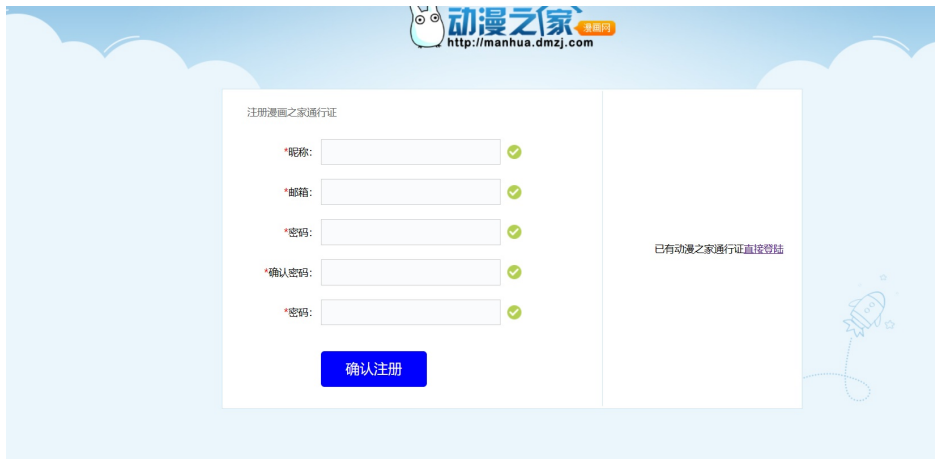 动漫之家
漫画网
http://manhua.dmzj.com
注册漫画之家通行证
*昵称：
*邮箱：
*密码：
*确认密码：
*密码：
确认注册
已有动漫之家通行证直接登陆